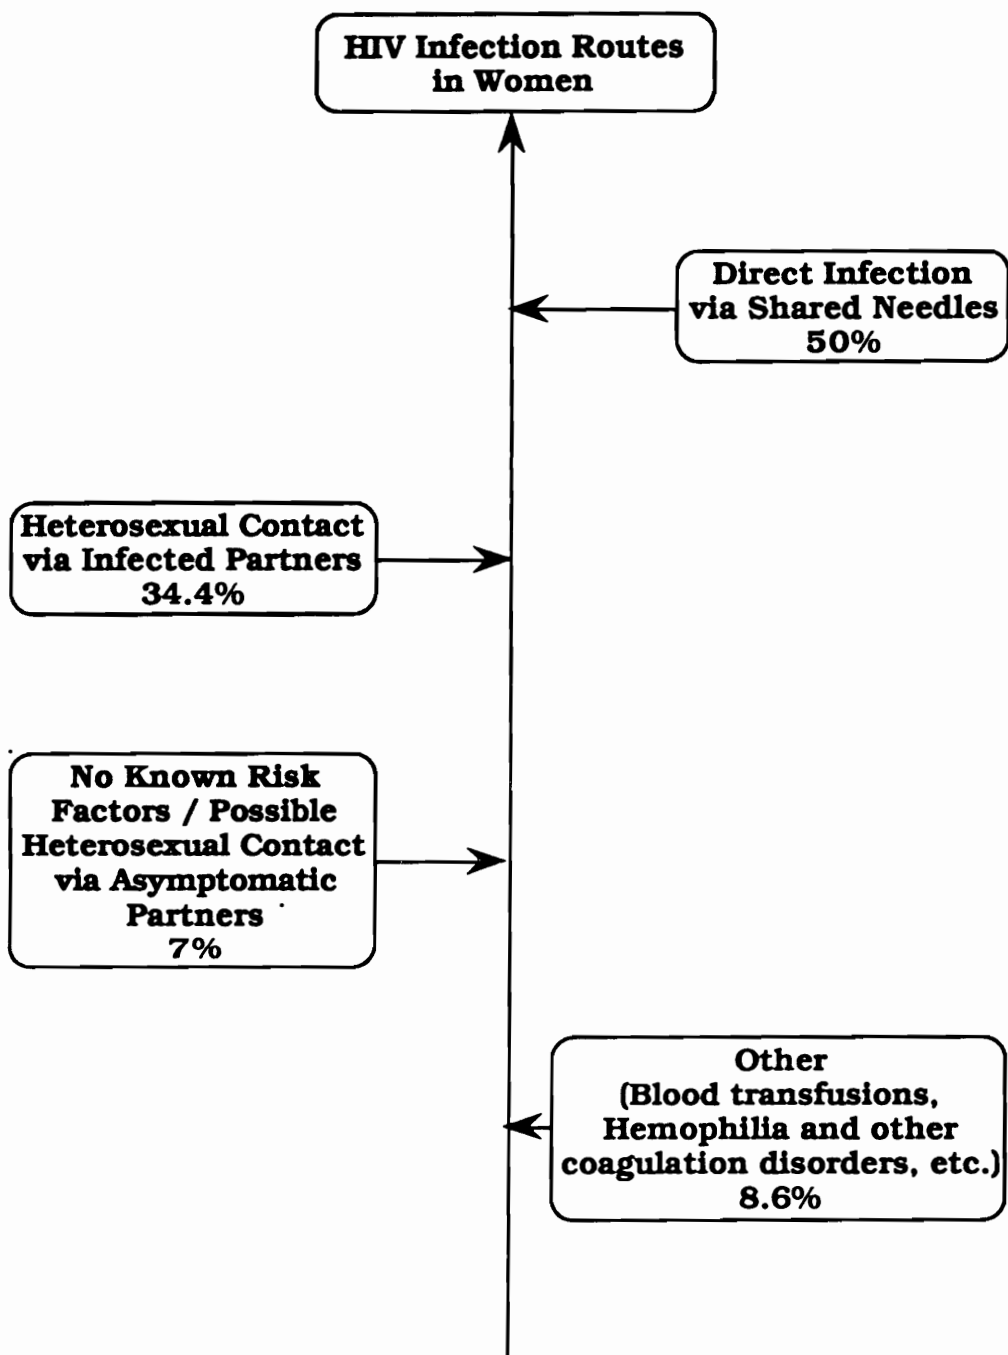 HIV Infection Routes
in Women
Direct Infection
via Shared Needles
50%
Heterosexual Contact
via Infected Partners
34.4%
No Known Risk
Factors / Possible
Heterosexual Contact
via Asymptomatic
Partners
7%
Other
(Blood transfusions,
Hemophilia and other
coagulation disorders, etc.)
8.6%